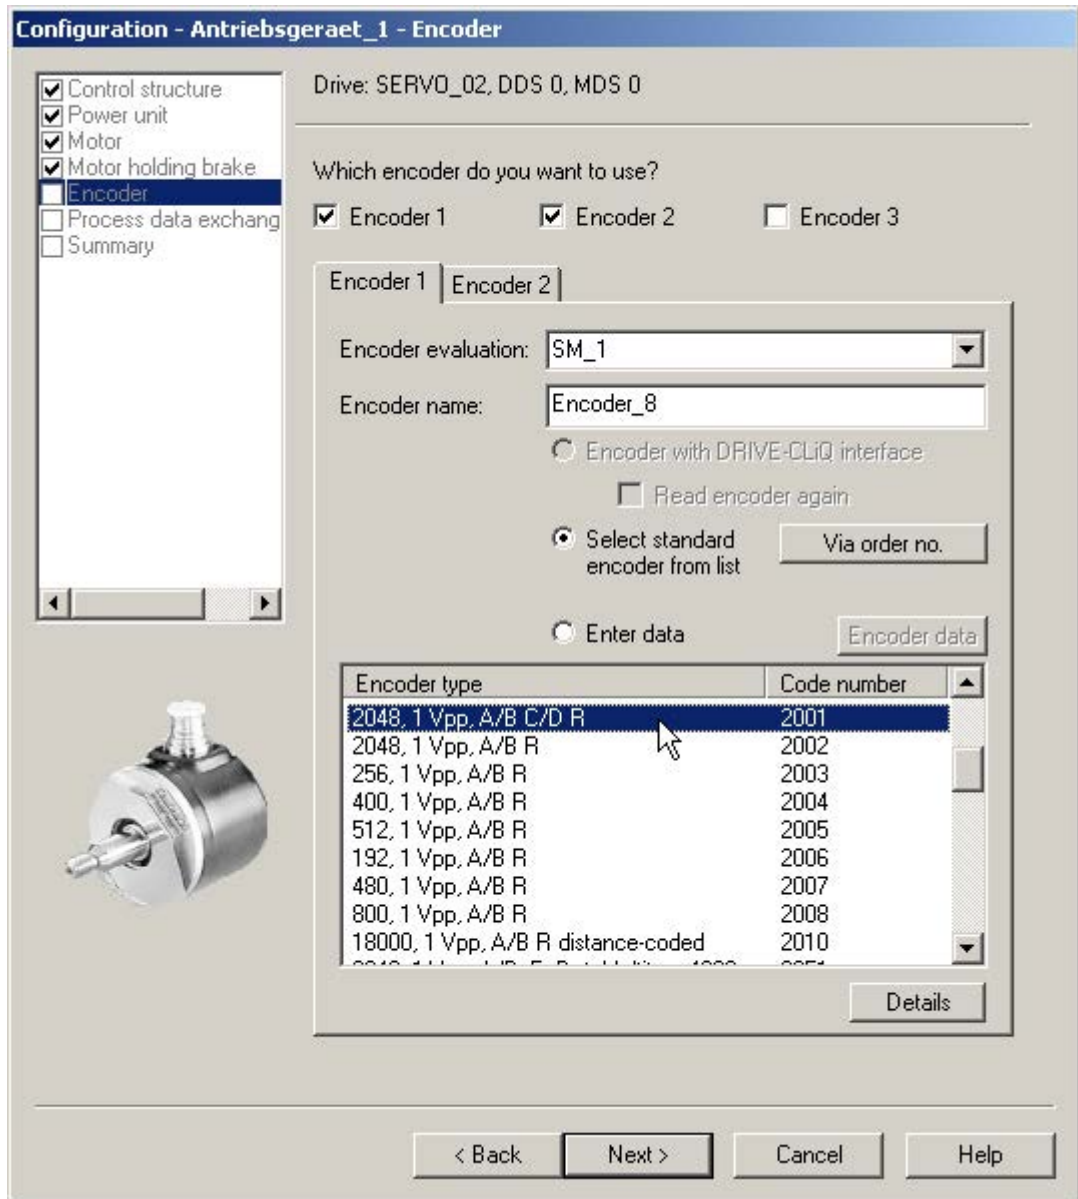 Configuration - Antriebsgeraet_1 - Encoder
Control structure
Power unit
Motor
Motor holding brake
Encoder
Process data exchang
Summary
Drive: SERVO_02, DDS 0, MDS 0
Which encoder do you want to use?
Encoder 1 Encoder 2 Encoder 3
Encoder 1 Encoder 2
Encoder evaluation: SM_1
Encoder name: Encoder_8
Encoder with DRIVE-CLiQ interface
Read encoder again
Select standard
encoder from list
Via order no.
Enter data Encoder data
Encoder type Code number
2048, 1 Vpp, A/B C/D R 2001
2048, 1 Vpp, A/B R 2002
256, 1 Vpp, A/B R 2003
400, 1 Vpp, A/B R 2004
512, 1 Vpp, A/B R 2005
192, 1 Vpp, A/B R 2006
480, 1 Vpp, A/B R 2007
800, 1 Vpp, A/B R 2008
18000, 1 Vpp, A/B R distance-coded 2010
Details
< Back Next > Cancel Help